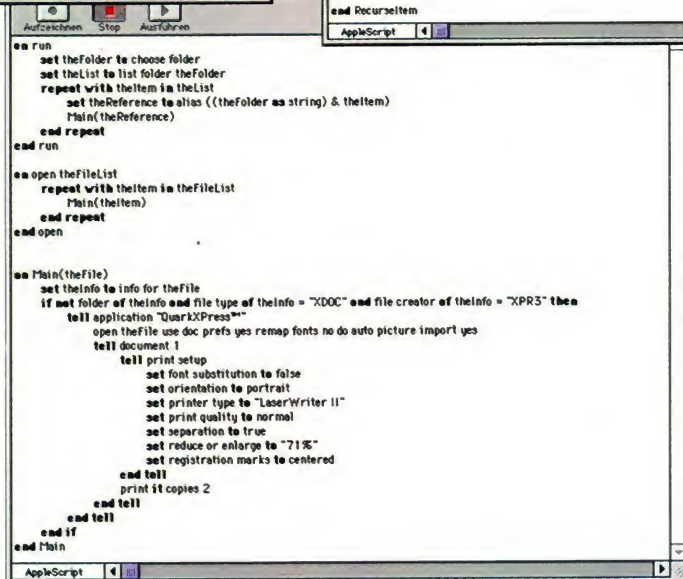 end RecurseItem
AppleScript
Aufzeichnen Stop Ausführen
on run
set theFolder to choose folder
set theList to list folder theFolder
repeat with theItem in theList
set theReference to alias ((theFolder as string) & theItem)
Main(theReference)
end repeat
end run
on open theFileList
repeat with theItem in theFileList
Main(theItem)
end repeat
end open
on Main(theFile)
set theInfo to info for theFile
if not folder of theInfo and file type of theInfo = "XDOC" and file creator of theInfo = "XPR3" then
tell application "QuarkXPress™"
open theFile use doc prefs yes remap fonts no do auto picture import yes
tell document 1
tell print setup
set font substitution to false
set orientation to portrait
set printer type to "LaserWriter II"
set print quality to normal
set separation to true
set reduce or enlarge to "71%"
set registration marks to centered
end tell
print it copies 2
end tell
end tell
end if
end Main
AppleScript